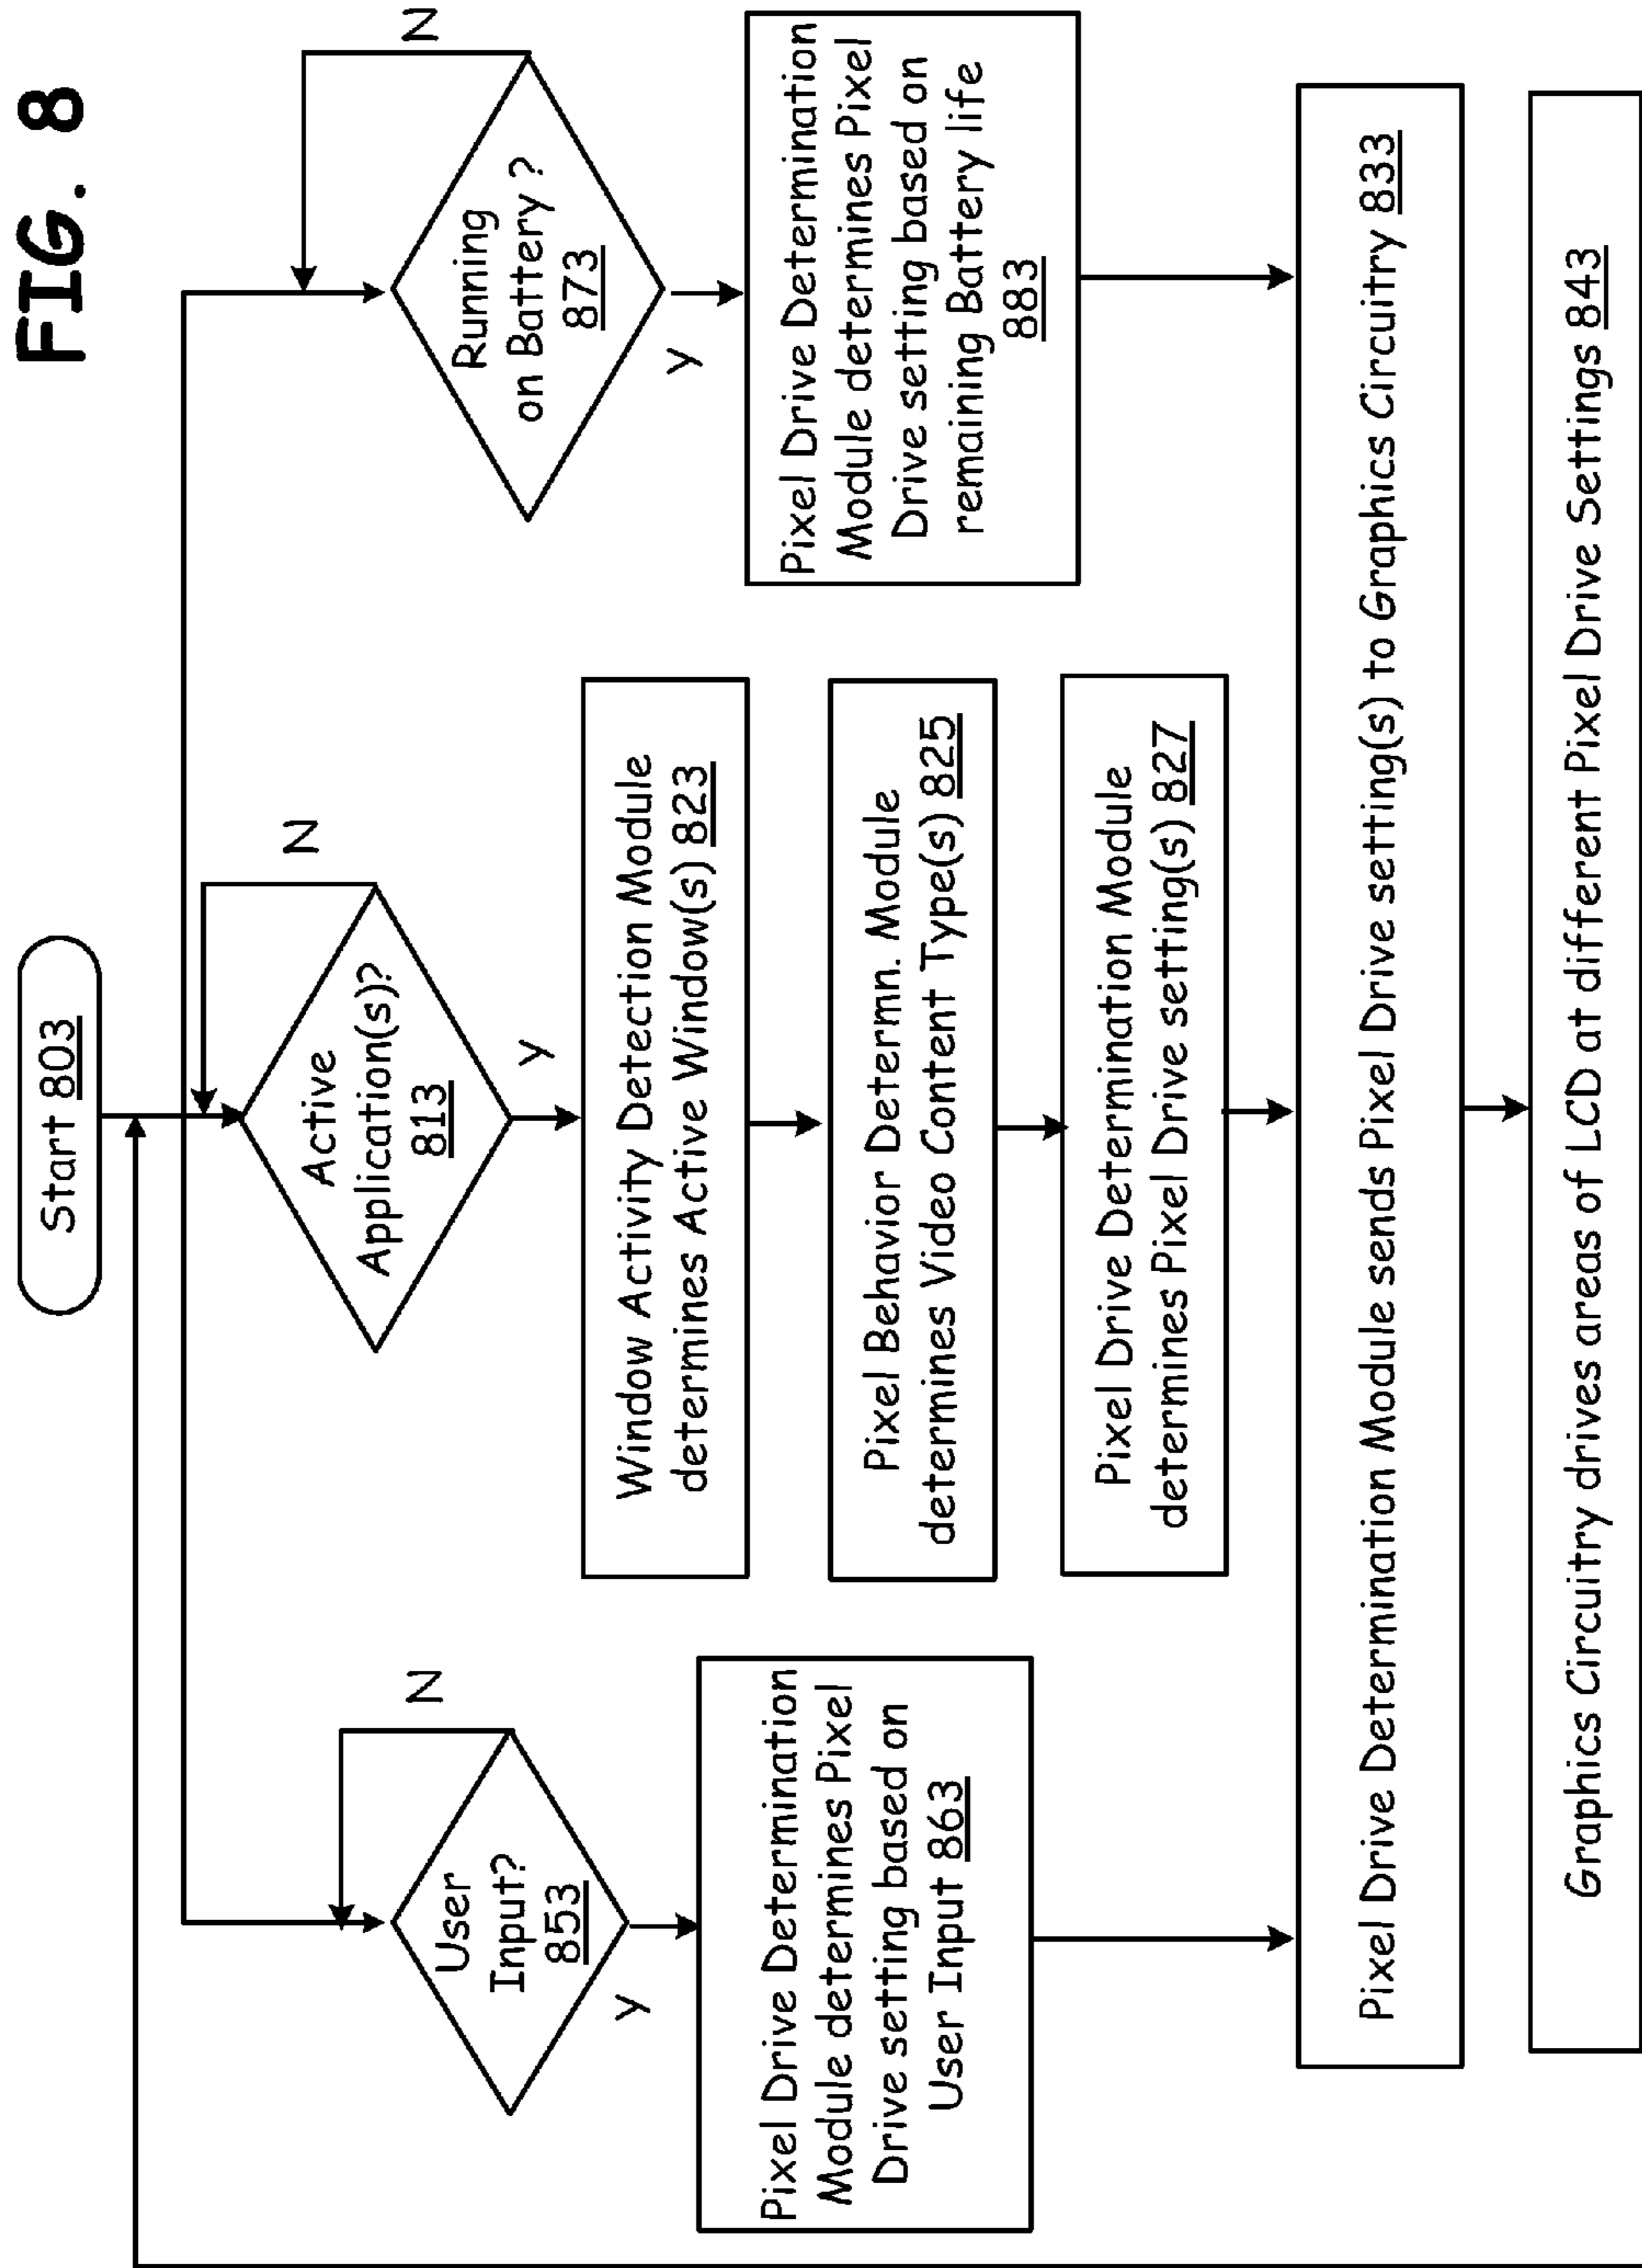 FIG. 8
Start 803
User
Input?
853
N
y
Active
Application(s)?
813
N
y
Running
on Battery ?
873
N
y
Pixel Drive Determination
Module determines Pixel
Drive setting based on
User Input 863
Window Activity Detection Module
determines Active Window(s) 823
Pixel Behavior Determn. Module
determines Video Content Type(s) 825
Pixel Drive Determination Module
determines Pixel Drive setting(s) 827
Pixel Drive Determination
Module determines Pixel
Drive setting based on
remaining Battery life
883
Pixel Drive Determination Module sends Pixel Drive setting(s) to Graphics Circuitry 833
Graphics Circuitry drives areas of LCD at different Pixel Drive Settings 843